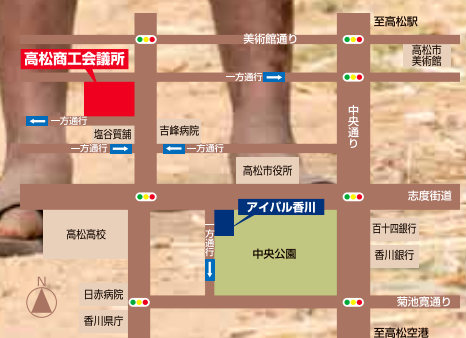 至高松駅
美術館通り
高松市
美術館
高松商工会議所
一方通行
中央通り
一方通行
塩谷質舗
吉峰病院
一方通行
一方通行
高松市役所
志度街道
アイパル香川
高松高校
一方通行
中央公園
百十四銀行
香川銀行
N
日赤病院
菊池寛通り
香川県庁
至高松空港